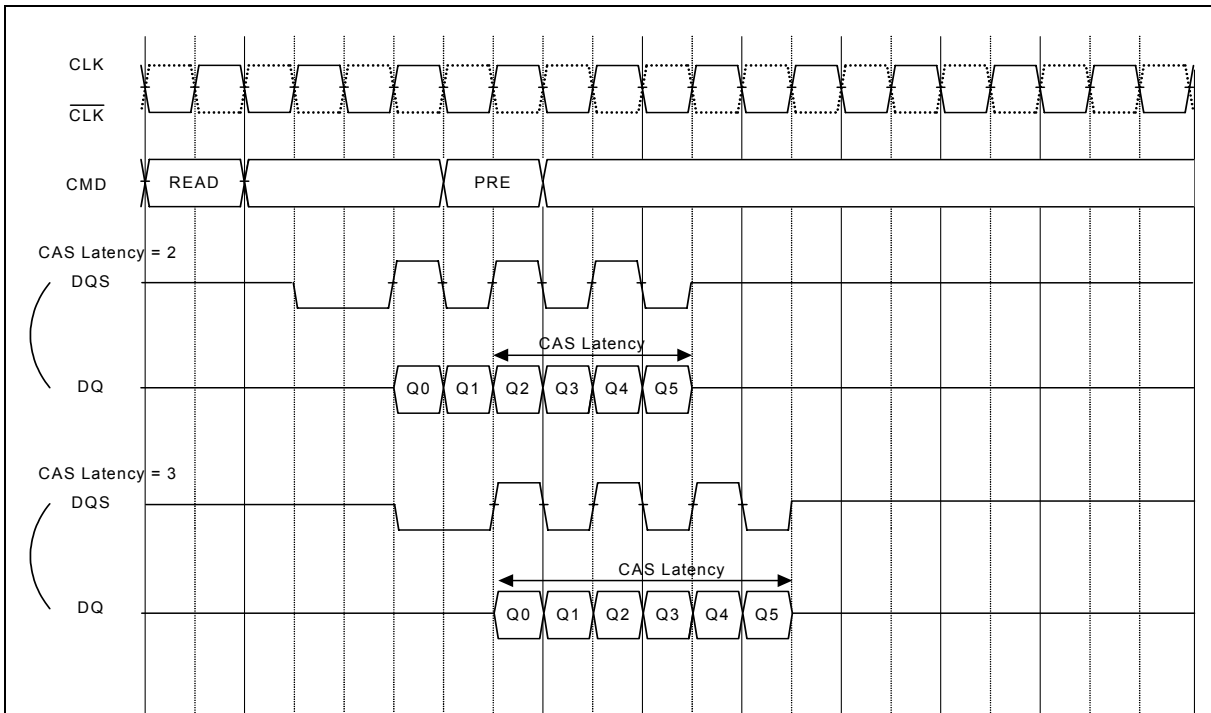 CLK
C̅L̅K̅
CMD READ PRE
CAS Latency = 2
DQS
CAS Latency
DQ Q0 Q1 Q2 Q3 Q4 Q5
CAS Latency = 3
DQS
CAS Latency
DQ Q0 Q1 Q2 Q3 Q4 Q5